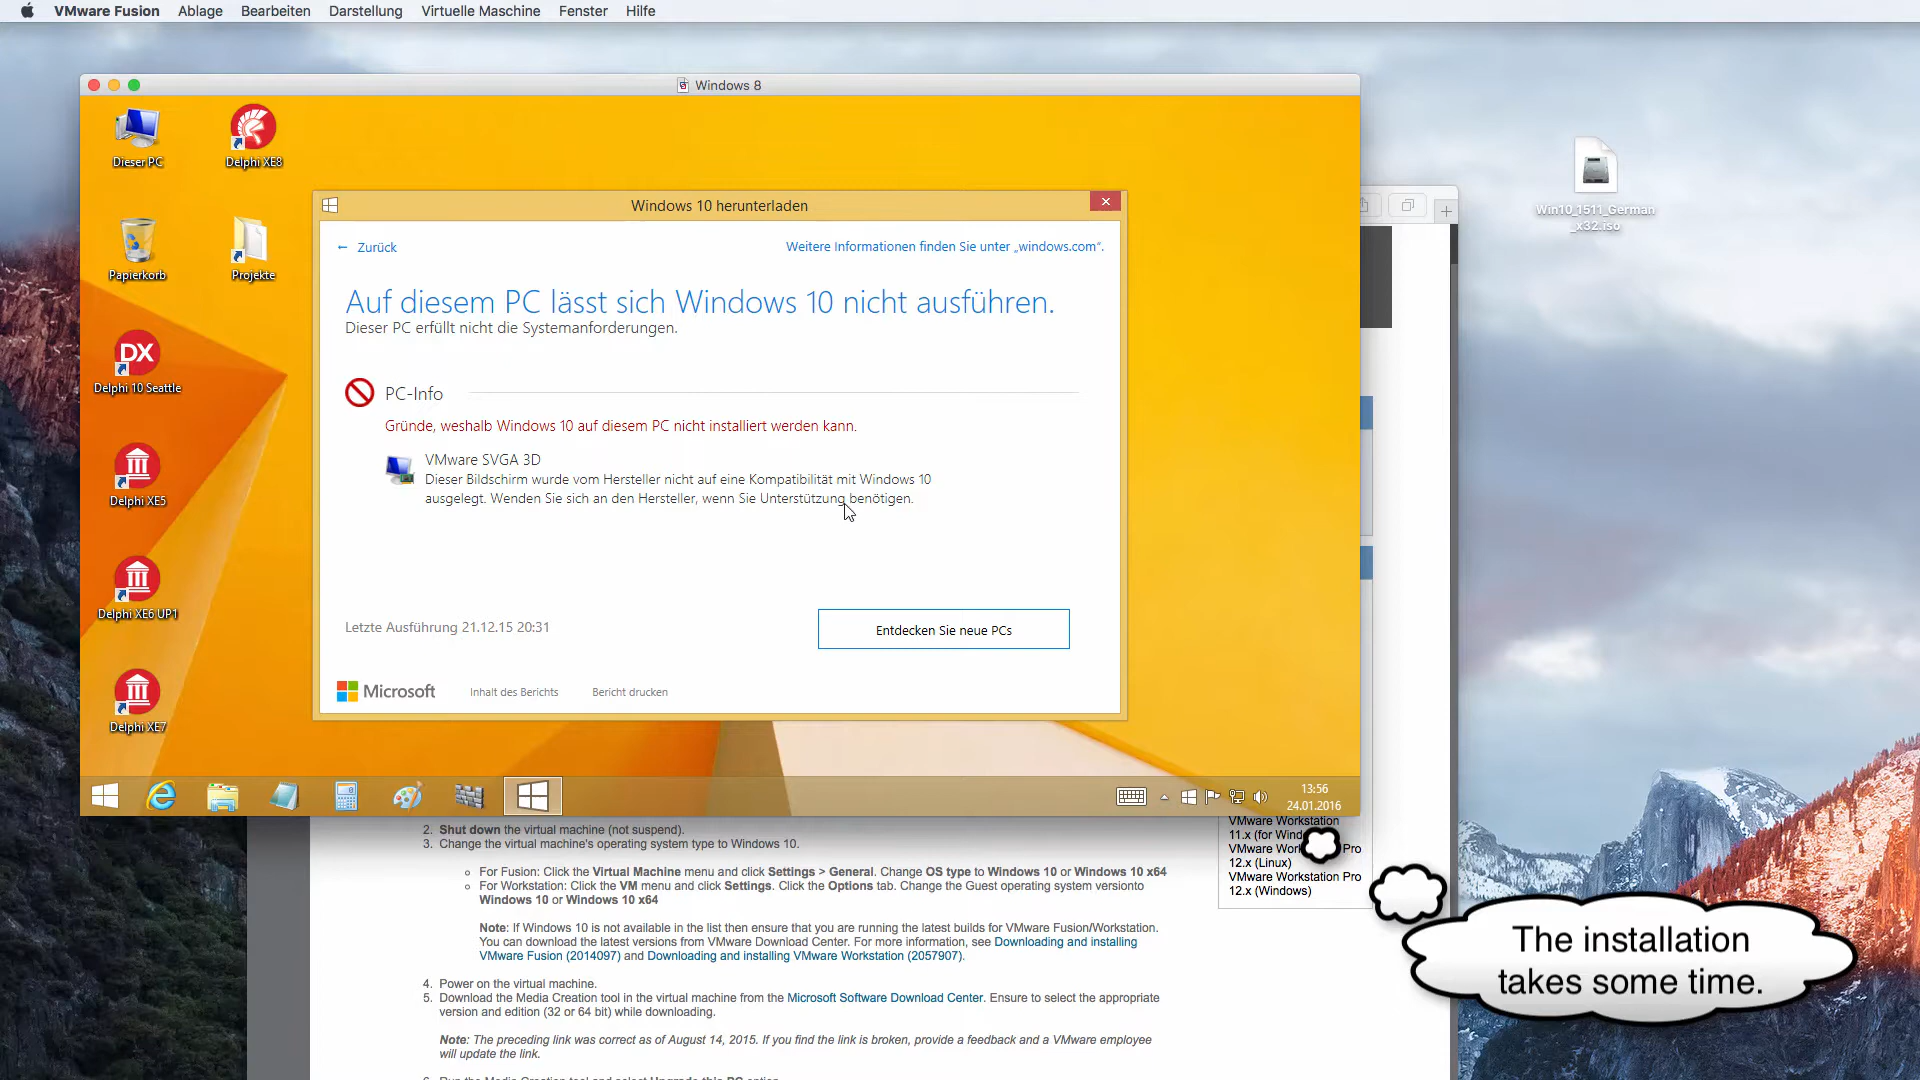 VMware Fusion Ablage Bearbeiten Darstellung Virtuelle Maschine Fenster Hilfe
Windows 8
Dieser PC
Delphi XE8
Papierkorb
Projekte
Delphi 10 Seattle
Delphi XE5
Delphi XE6 UP1
Delphi XE7
Win10_1511_German
_x32.iso
Windows 10 herunterladen
← Zurück
Weitere Informationen finden Sie unter „windows.com“.
Auf diesem PC lässt sich Windows 10 nicht ausführen.
Dieser PC erfüllt nicht die Systemanforderungen.
PC-Info
Gründe, weshalb Windows 10 auf diesem PC nicht installiert werden kann.
VMware SVGA 3D
Dieser Bildschirm wurde vom Hersteller nicht auf eine Kompatibilität mit Windows 10
ausgelegt. Wenden Sie sich an den Hersteller, wenn Sie Unterstützung benötigen.
Letzte Ausführung 21.12.15 20:31
Entdecken Sie neue PCs
Microsoft
Inhalt des Berichts
Bericht drucken
13:56
24.01.2016
2. Shut down the virtual machine (not suspend).
3. Change the virtual machine's operating system type to Windows 10.
For Fusion: Click the Virtual Machine menu and click Settings > General. Change OS type to Windows 10 or Windows 10 x64
For Workstation: Click the VM menu and click Settings. Click the Options tab. Change the Guest operating system versionto
Windows 10 or Windows 10 x64
Note: If Windows 10 is not available in the list then ensure that you are running the latest builds for VMware Fusion/Workstation.
You can download the latest versions from VMware Download Center. For more information, see Downloading and installing
VMware Fusion (2014097) and Downloading and installing VMware Workstation (2057907).
4. Power on the virtual machine.
5. Download the Media Creation tool in the virtual machine from the Microsoft Software Download Center. Ensure to select the appropriate
version and edition (32 or 64 bit) while downloading.
Note: The preceding link was correct as of August 14, 2015. If you find the link is broken, provide a feedback and a VMware employee
will update the link.
VMware Workstation
11.x (for
VMware Pro
12.x (Linux)
VMware Workstation Pro
12.x (Windows)
The installation
takes some time.